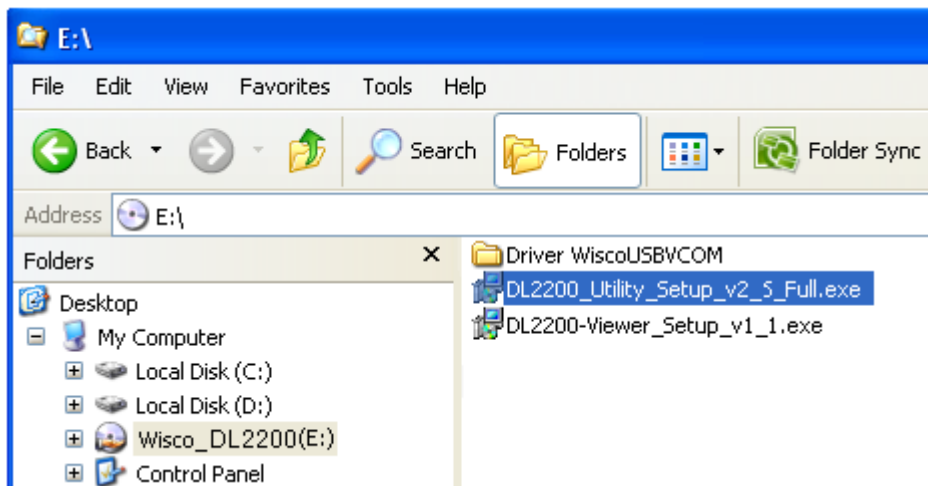 E:\
File Edit View Favorites Tools Help
Back Search Folders Folder Sync
Address E:\
Folders
Desktop
My Computer
Local Disk (C:)
Local Disk (D:)
Wisco_DL2200(E:)
Control Panel
Driver WiscoUSBVCOM
DL2200_Utility_Setup_v2_5_Full.exe
DL2200-Viewer_Setup_v1_1.exe